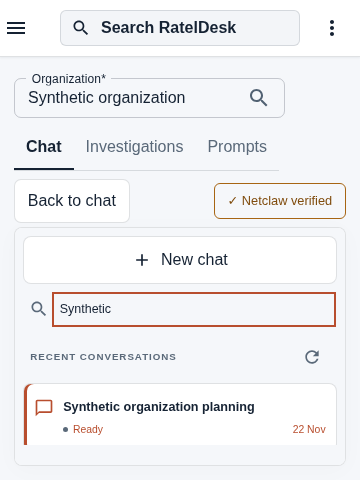 Search RatelDesk
Organization*
Synthetic organization
Chat Investigations Prompts
Back to chat
✓ Netclaw verified
New chat
Synthetic
RECENT CONVERSATIONS
Synthetic organization planning
Ready 22 Nov